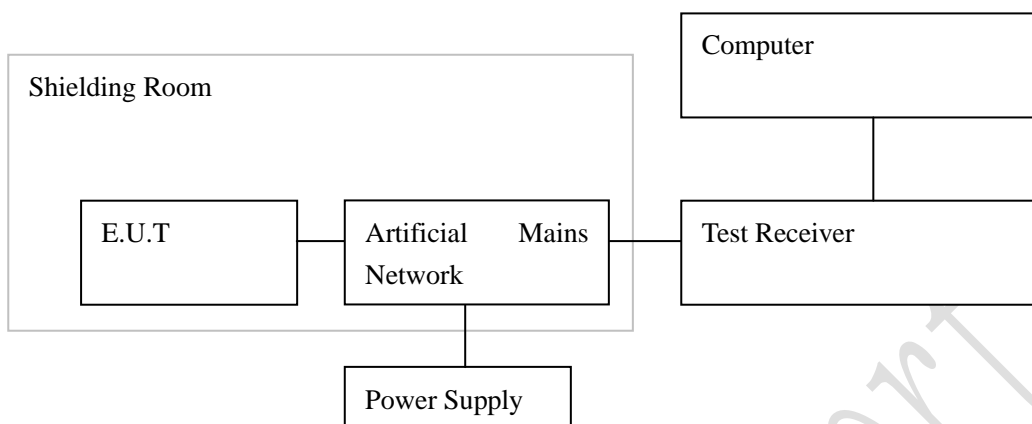 Computer
Shielding Room
E.U.T
Artificial Mains
Network
Test Receiver
Power Supply